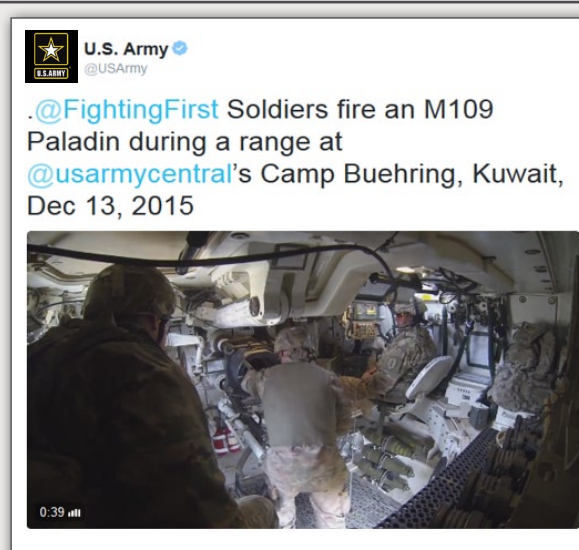 U.S. Army
@USArmy
U.S.ARMY
.@FightingFirst Soldiers fire an M109
Paladin during a range at
@usarmycentral's Camp Buehring, Kuwait,
Dec 13, 2015
0:39